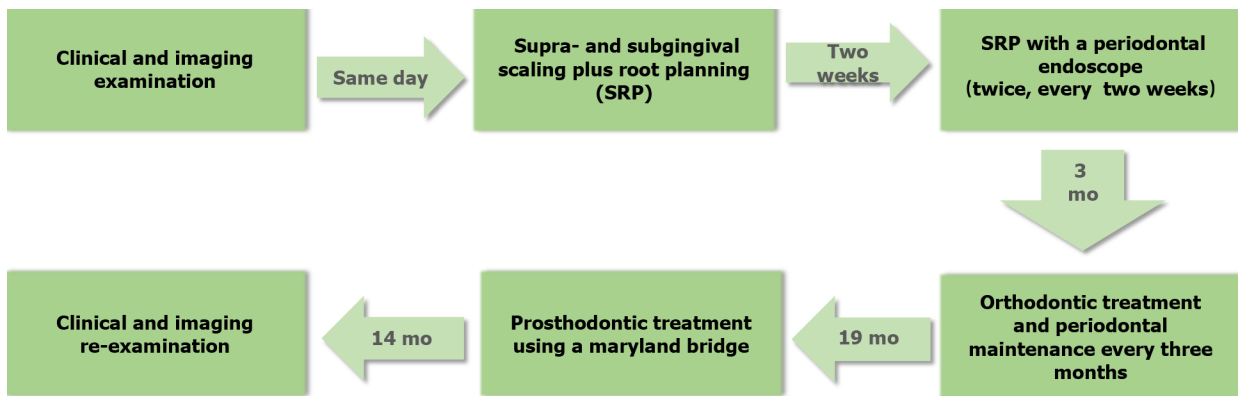 Clinical and imaging
examination
Same day
Supra- and subgingival
scaling plus root planning
(SRP)
Two
weeks
SRP with a periodontal
endoscope
(twice, every two weeks)
3
mo
Orthodontic treatment
and periodontal
maintenance every three
months
19 mo
Prosthodontic treatment
using a maryland bridge
14 mo
Clinical and imaging
re-examination